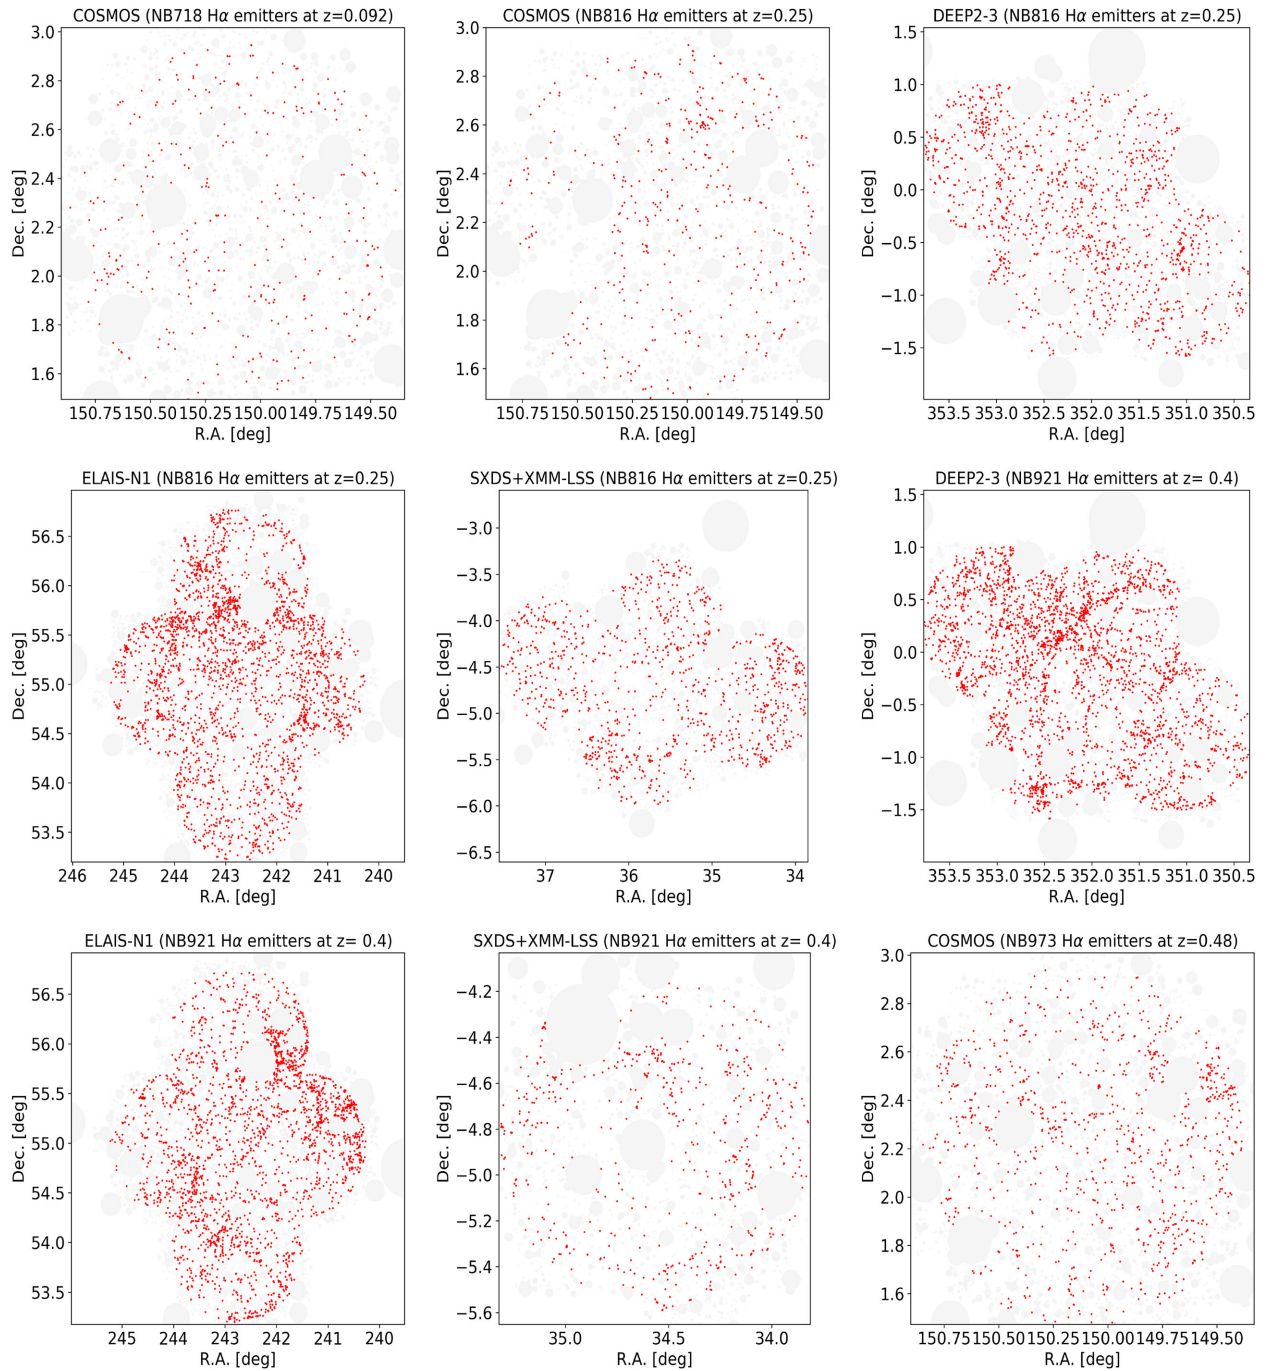 COSMOS (NB718 Hα emitters at z=0.092)
3.0
2.8
2.6
2.4
2.2
2.0
1.8
1.6
Dec. [deg]
150.75 150.50 150.25 150.00 149.75 149.50
R.A. [deg]
COSMOS (NB816 Hα emitters at z=0.25)
3.0
2.8
2.6
2.4
2.2
2.0
1.8
1.6
Dec. [deg]
150.75 150.50 150.25 150.00 149.75 149.50
R.A. [deg]
DEEP2-3 (NB816 Hα emitters at z=0.25)
1.5
1.0
0.5
0.0
−0.5
−1.0
−1.5
Dec. [deg]
353.5 353.0 352.5 352.0 351.5 351.0 350.5
R.A. [deg]
ELAIS-N1 (NB816 Hα emitters at z=0.25)
56.5
56.0
55.5
55.0
54.5
54.0
53.5
Dec. [deg]
246 245 244 243 242 241 240
R.A. [deg]
SXDS+XMM-LSS (NB816 Hα emitters at z=0.25)
−3.0
−3.5
−4.0
−4.5
−5.0
−5.5
−6.0
−6.5
Dec. [deg]
37 36 35 34
R.A. [deg]
DEEP2-3 (NB921 Hα emitters at z= 0.4)
1.5
1.0
0.5
0.0
−0.5
−1.0
−1.5
Dec. [deg]
353.5 353.0 352.5 352.0 351.5 351.0 350.5
R.A. [deg]
ELAIS-N1 (NB921 Hα emitters at z= 0.4)
56.5
56.0
55.5
55.0
54.5
54.0
53.5
Dec. [deg]
245 244 243 242 241 240
R.A. [deg]
SXDS+XMM-LSS (NB921 Hα emitters at z= 0.4)
−4.2
−4.4
−4.6
−4.8
−5.0
−5.2
−5.4
−5.6
Dec. [deg]
35.0 34.5 34.0
R.A. [deg]
COSMOS (NB973 Hα emitters at z=0.48)
3.0
2.8
2.6
2.4
2.2
2.0
1.8
1.6
Dec. [deg]
150.75 150.50 150.25 150.00 149.75 149.50
R.A. [deg]